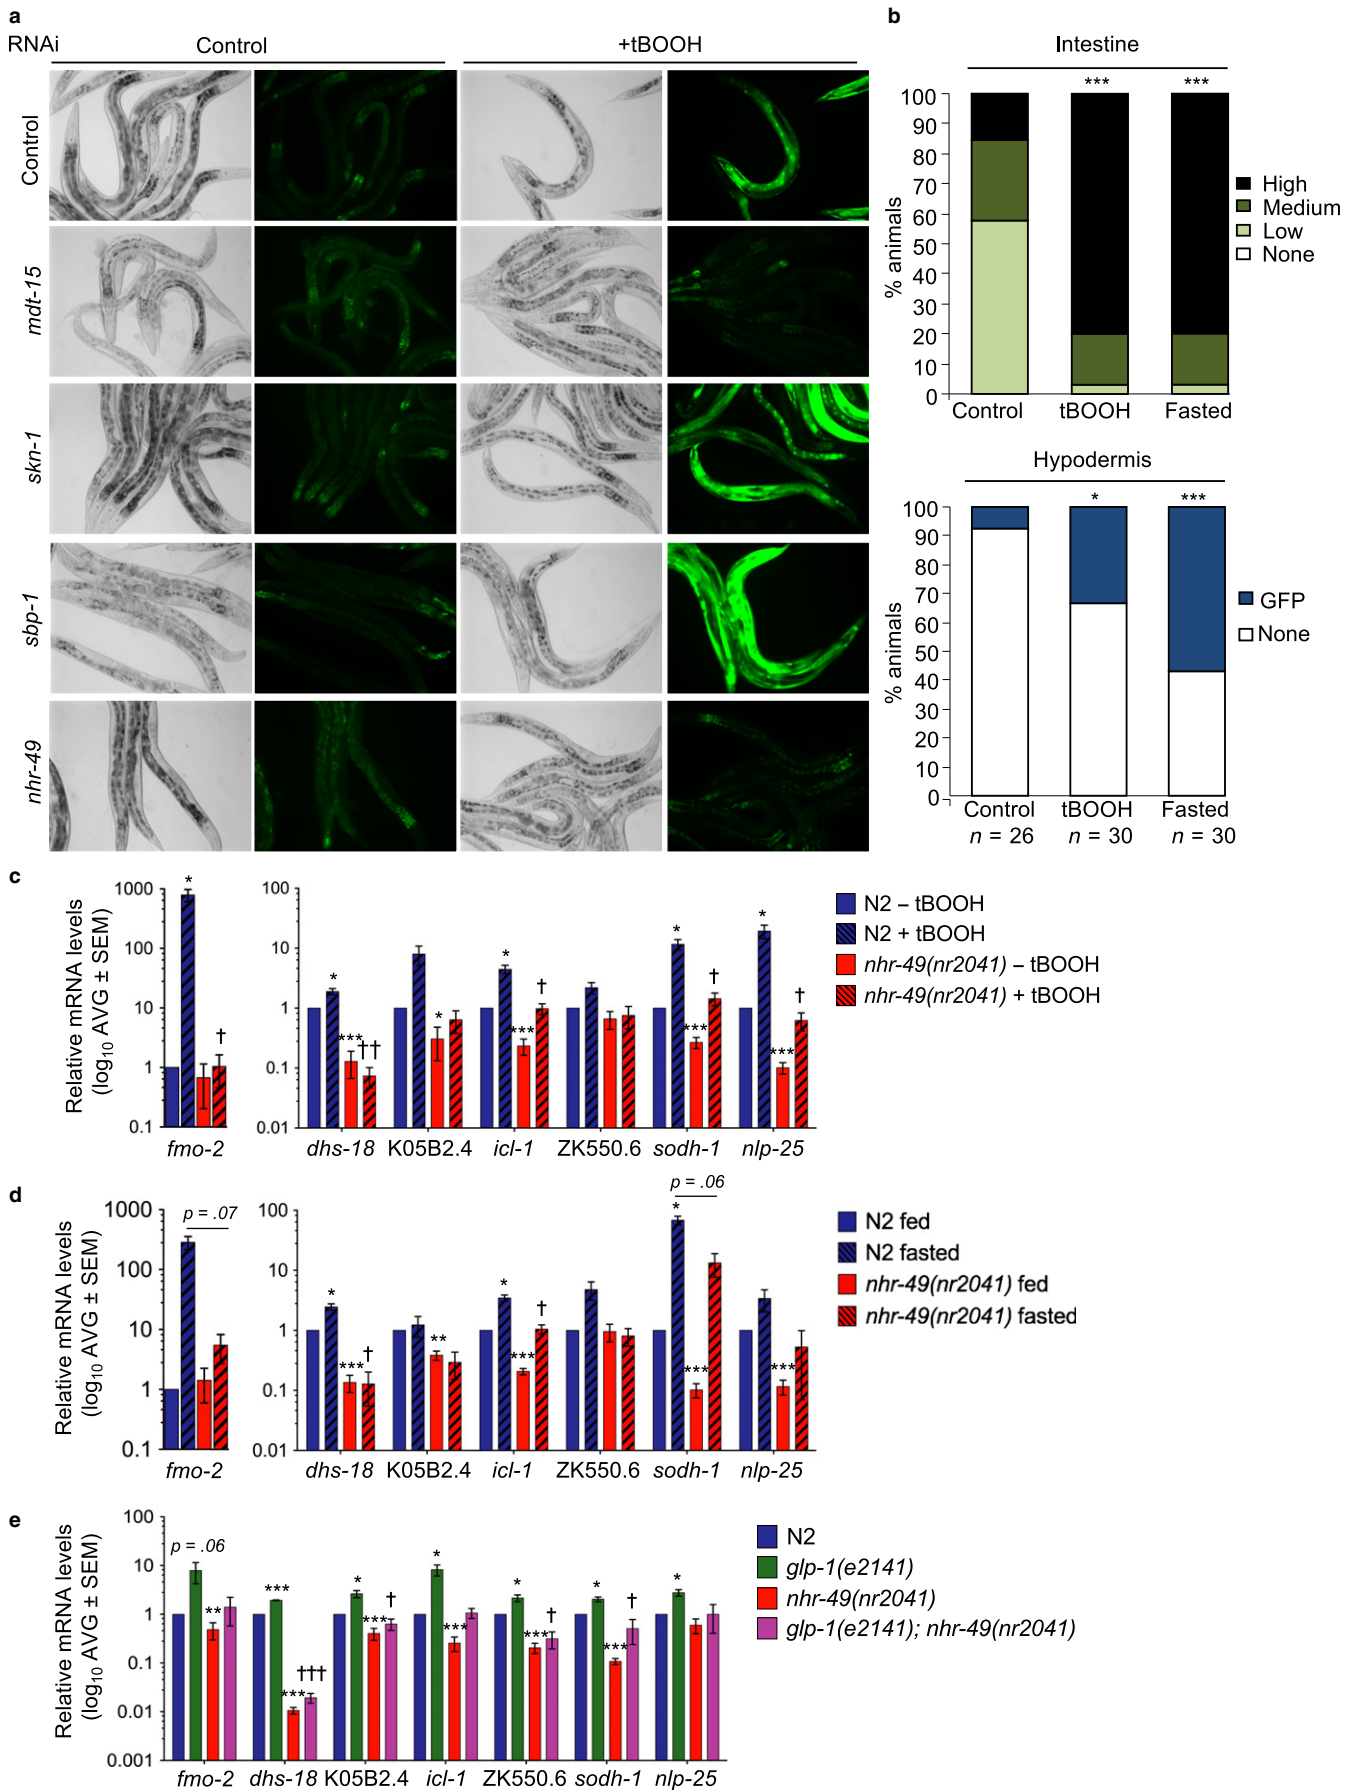 a
RNAi
Control
+tBOOH
Control
mdt-15
skn-1
sbp-1
nhr-49
b
Intestine
*** ***
% animals
100
90
80
70
60
50
40
30
20
10
0
Control tBOOH Fasted
High
Medium
Low
None
Hypodermis
* ***
% animals
100
90
80
70
60
50
40
30
20
10
0
Control tBOOH Fasted
n = 26 n = 30 n = 30
GFP
None
c
Relative mRNA levels
(log10 AVG ± SEM)
1000
100
10
1
0.1
* †
fmo-2
100
10
1
0.1
0.01
* *** ††
*
* *** †
* *** †
* *** †
dhs-18 K05B2.4 icl-1 ZK550.6 sodh-1 nlp-25
N2 – tBOOH
N2 + tBOOH
nhr-49(nr2041) – tBOOH
nhr-49(nr2041) + tBOOH
d
Relative mRNA levels
(log10 AVG ± SEM)
1000
100
10
1
0.1
p = .07
fmo-2
100
10
1
0.1
0.01
* *** †
**
* *** †
p = .06
* ***
***
dhs-18 K05B2.4 icl-1 ZK550.6 sodh-1 nlp-25
N2 fed
N2 fasted
nhr-49(nr2041) fed
nhr-49(nr2041) fasted
e
Relative mRNA levels
(log10 AVG ± SEM)
100
10
1
0.1
0.01
0.001
p = .06
**
*** *** †††
* *** †
* ***
* *** †
* *** †
*
fmo-2 dhs-18 K05B2.4 icl-1 ZK550.6 sodh-1 nlp-25
N2
glp-1(e2141)
nhr-49(nr2041)
glp-1(e2141); nhr-49(nr2041)